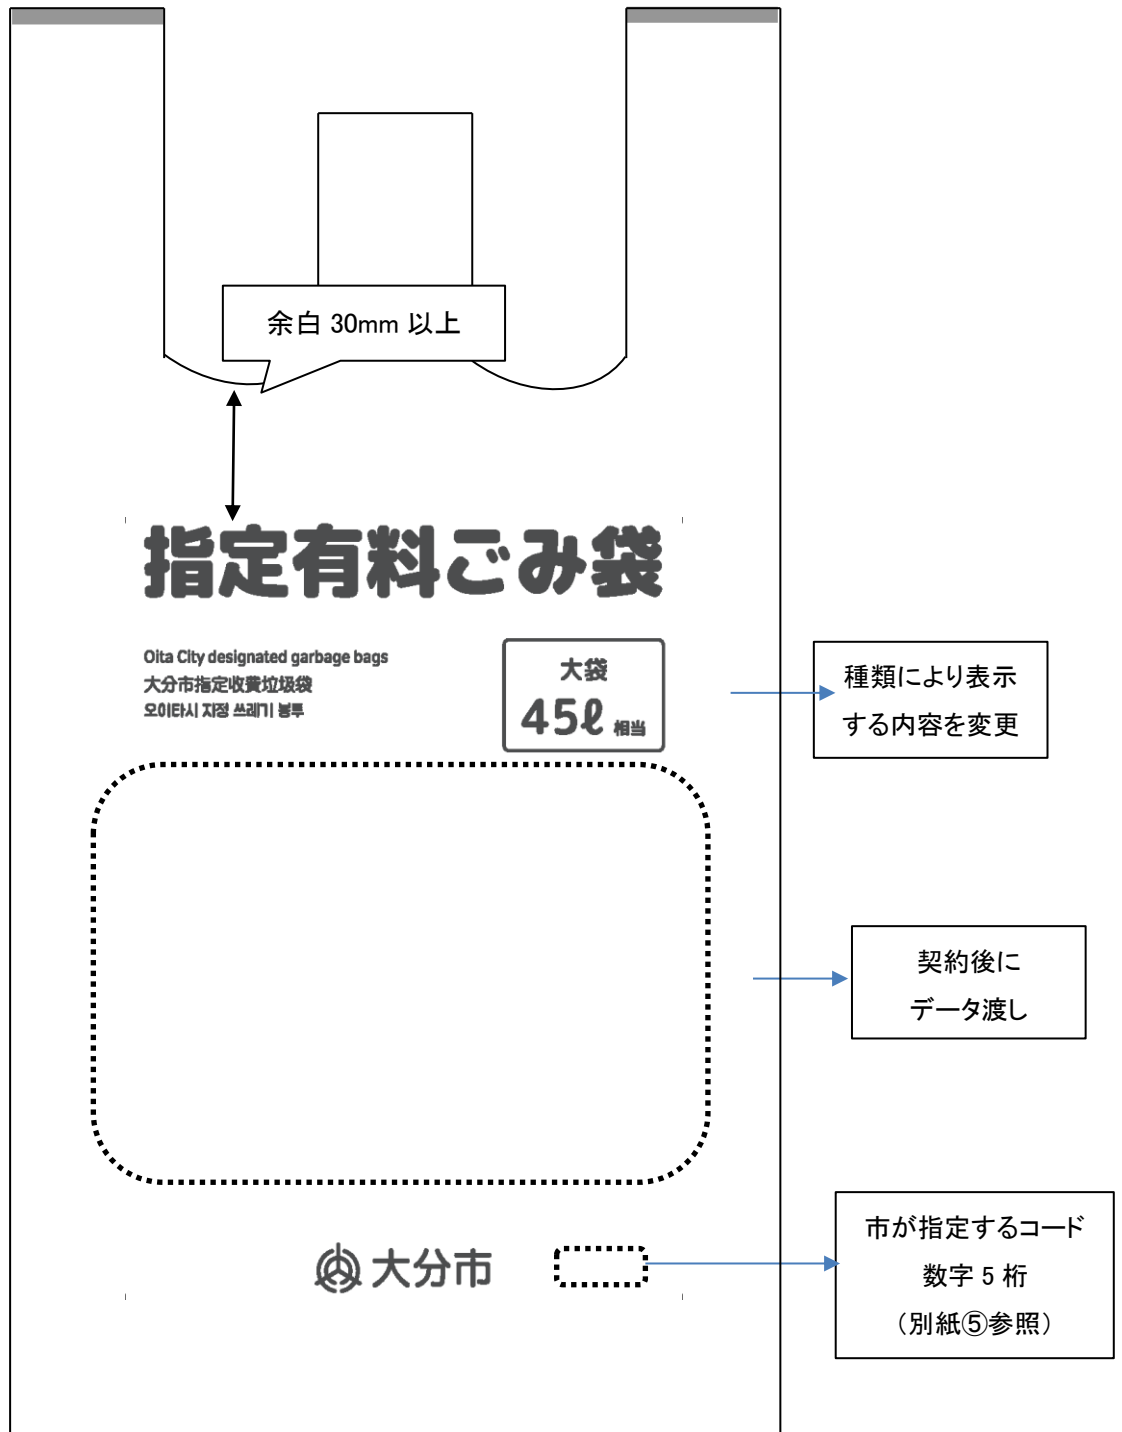 余白 30mm 以上
指定有料ごみ袋
Oita City designated garbage bags
大分市指定收費垃圾袋
오이타시 지정 쓰레기 봉투
大袋
45ℓ 相当
種類により表示
する内容を変更
契約後に
データ渡し
大分市
市が指定するコード
数字 5 桁
（別紙⑤参照）